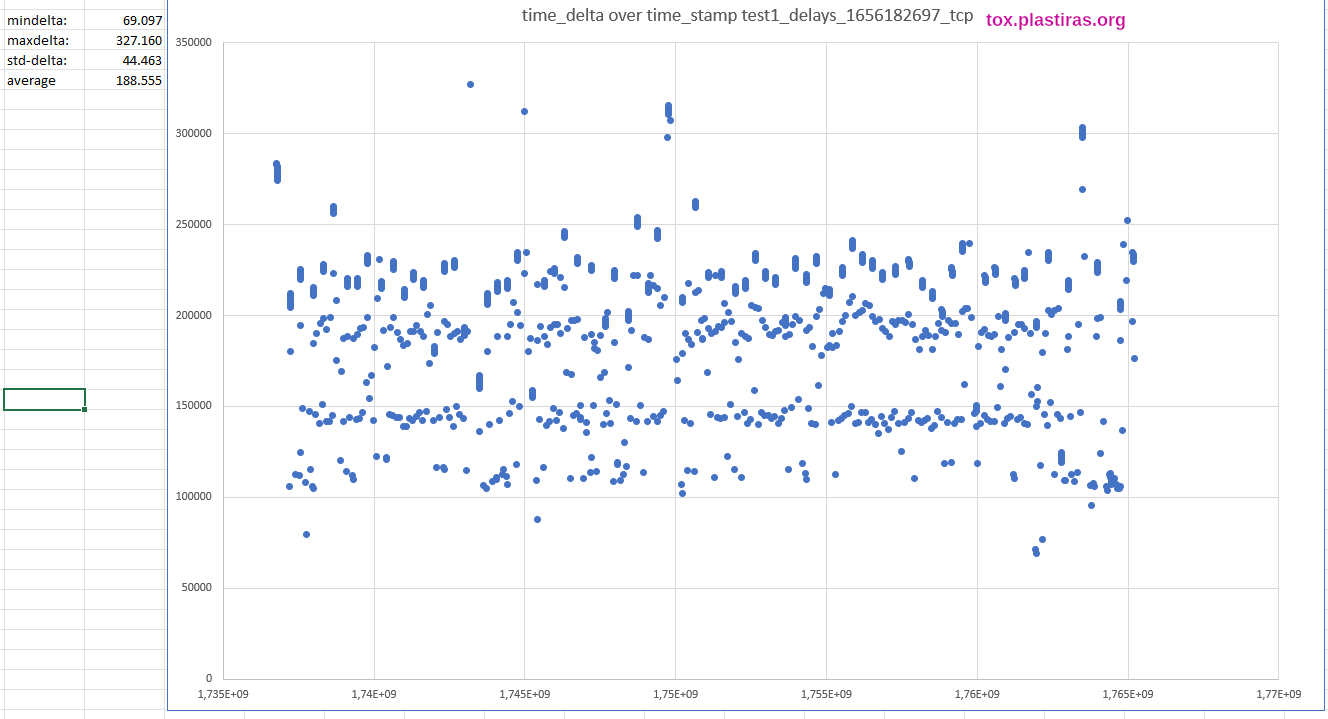 mindelta: 69.097
maxdelta: 327.160
std-delta: 44.463
average 188.555
time_delta over time_stamp test1_delays_1656182697_tcp tox.plastiras.org
350000
300000
250000
200000
150000
100000
50000
0
1,735E+09 1,74E+09 1,745E+09 1,75E+09 1,755E+09 1,76E+09 1,765E+09 1,77E+09